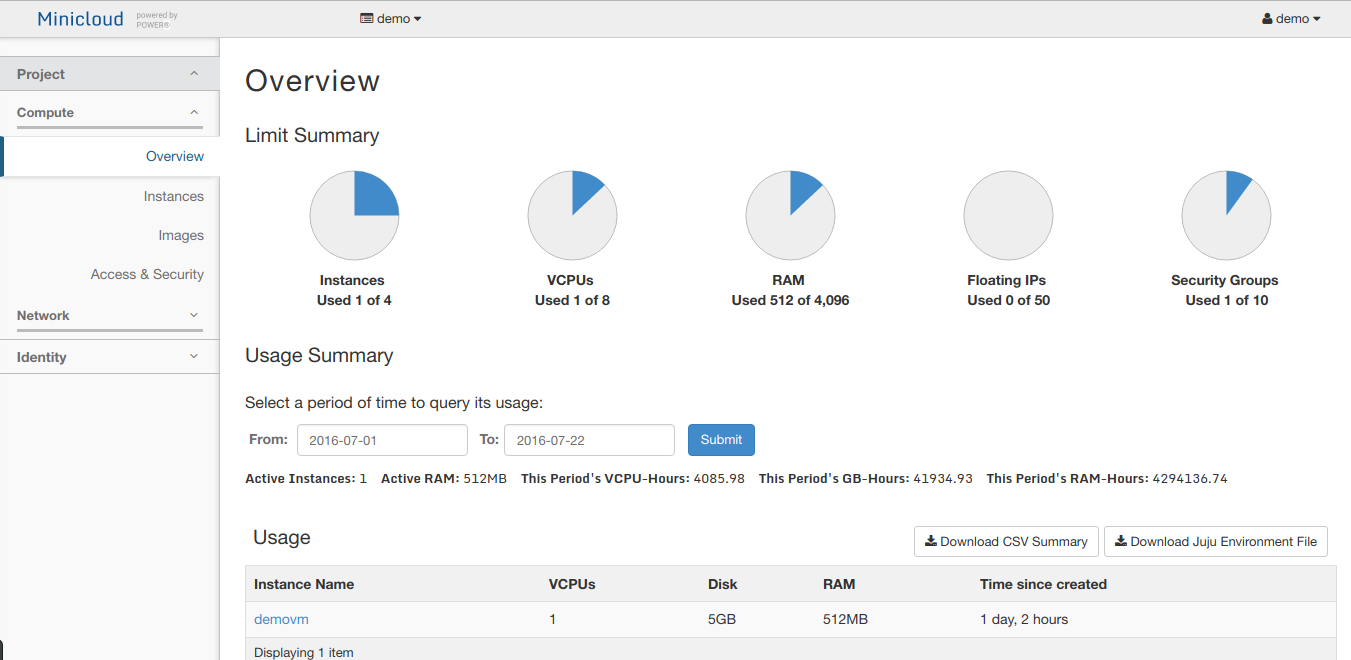 Minicloud powered by POWER®
demo
demo
Project
Compute
Overview
Instances
Images
Access & Security
Network
Identity
Overview
Limit Summary
Instances
Used 1 of 4
VCPUs
Used 1 of 8
RAM
Used 512 of 4,096
Floating IPs
Used 0 of 50
Security Groups
Used 1 of 10
Usage Summary
Select a period of time to query its usage:
From: 2016-07-01 To: 2016-07-22 Submit
Active Instances: 1 Active RAM: 512MB This Period's VCPU-Hours: 4085.98 This Period's GB-Hours: 41934.93 This Period's RAM-Hours: 4294136.74
Usage
Download CSV Summary Download Juju Environment File
Instance Name VCPUs Disk RAM Time since created
demovm 1 5GB 512MB 1 day, 2 hours
Displaying 1 item